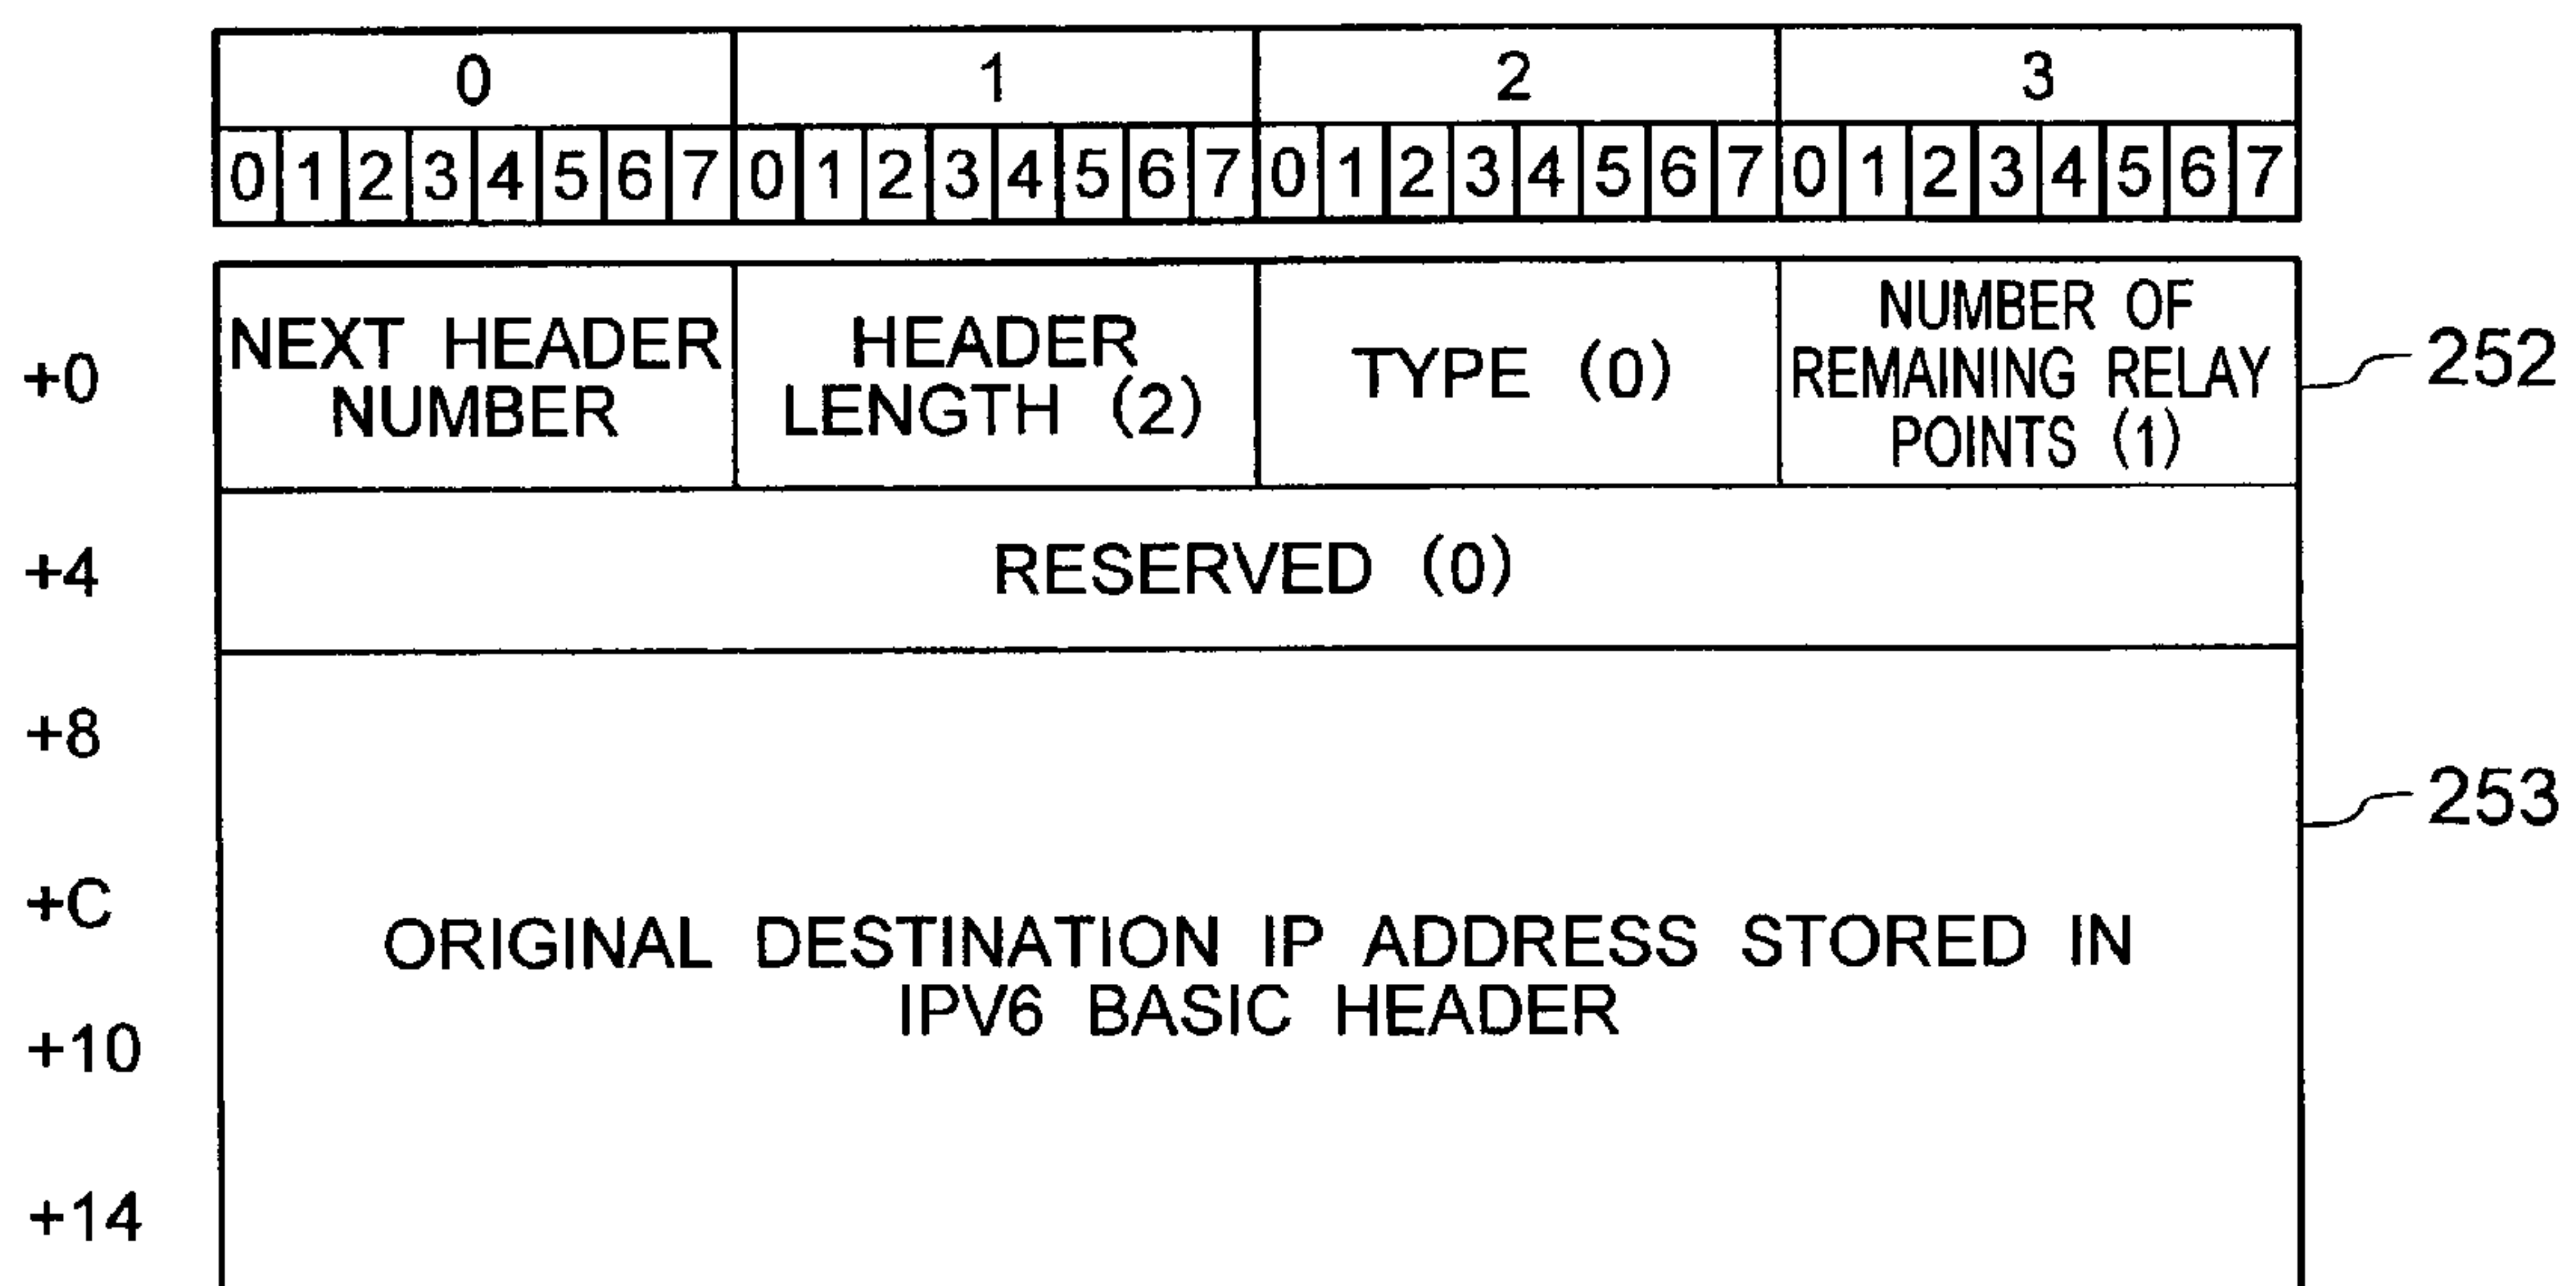 0 1 2 3
0 1 2 3 4 5 6 7 0 1 2 3 4 5 6 7 0 1 2 3 4 5 6 7 0 1 2 3 4 5 6 7
+0
NEXT HEADER
NUMBER
HEADER
LENGTH (2)
TYPE (0)
NUMBER OF
REMAINING RELAY
POINTS (1)
252
+4
RESERVED (0)
+8
253
+C
ORIGINAL DESTINATION IP ADDRESS STORED IN
IPV6 BASIC HEADER
+10
+14